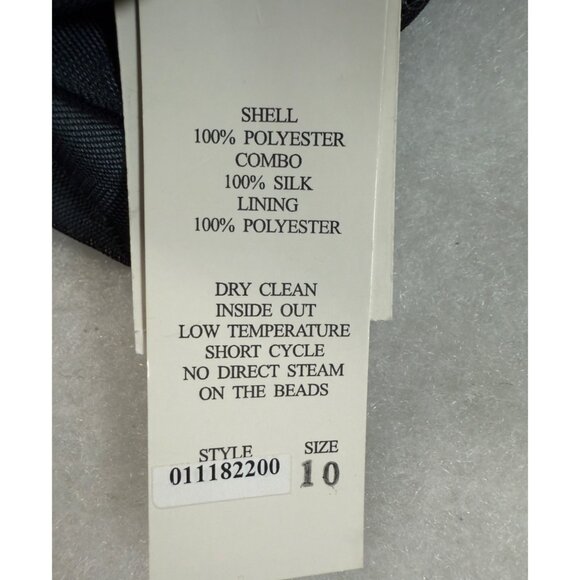 SHELL
100% POLYESTER
COMBO
100% SILK
LINING
100% POLYESTER
DRY CLEAN
INSIDE OUT
LOW TEMPERATURE
SHORT CYCLE
NO DIRECT STEAM
ON THE BEADS
STYLE SIZE
011182200 10